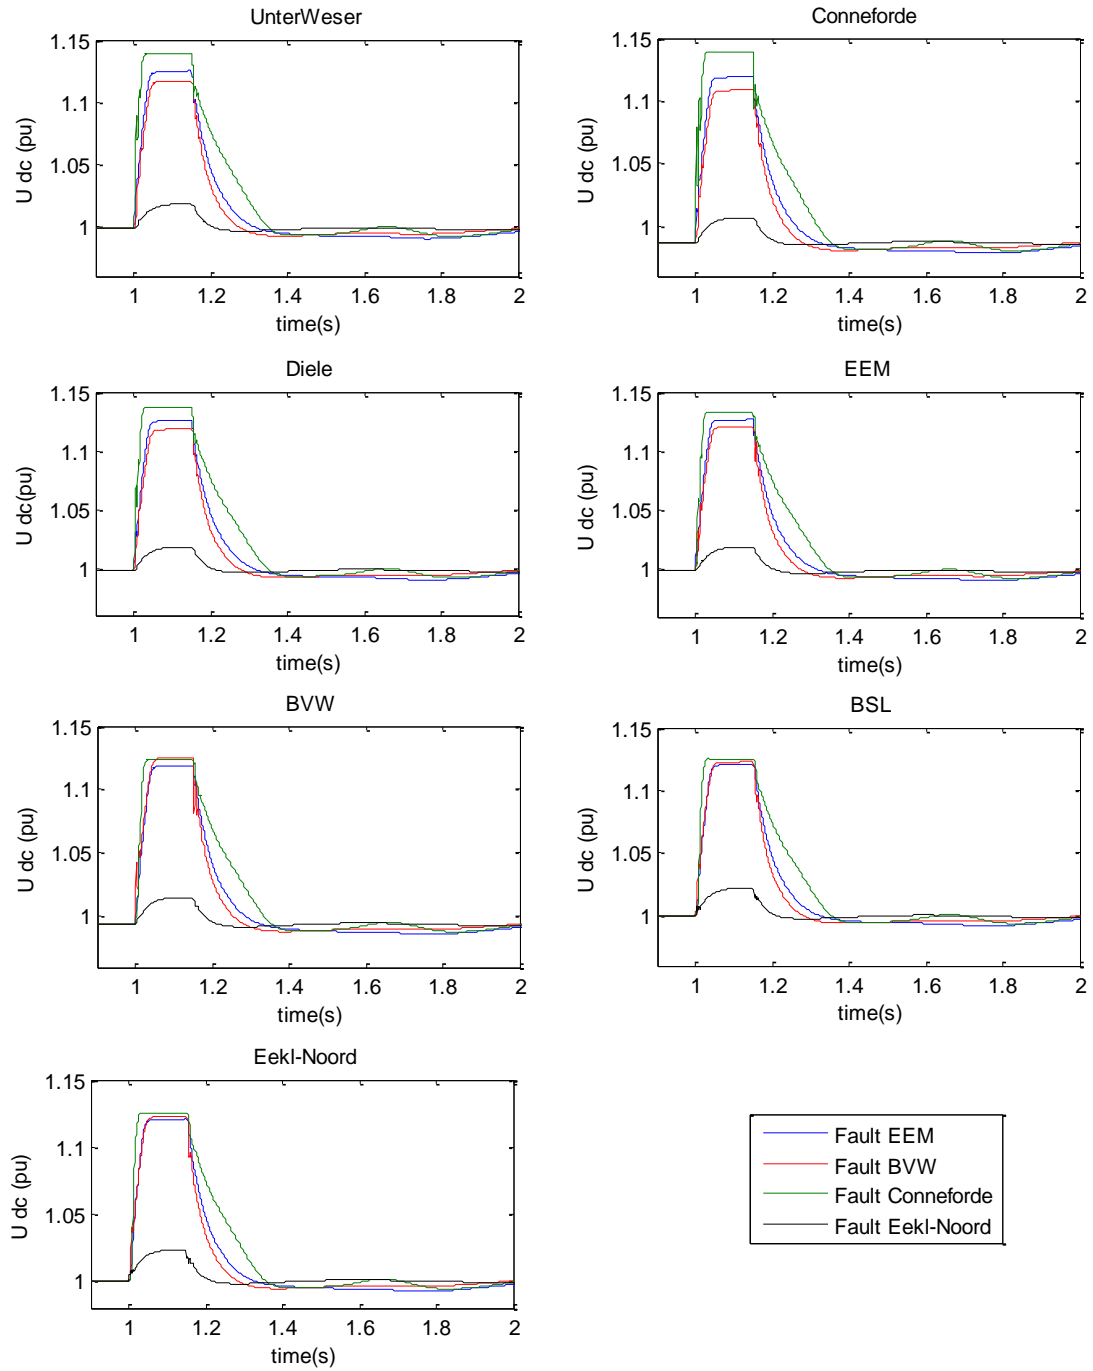 UnterWeser
1.15
1.1
1.05
1
U dc (pu)
1 1.2 1.4 1.6 1.8 2
time(s)
Conneforde
1.15
1.1
1.05
1
U dc (pu)
1 1.2 1.4 1.6 1.8 2
time(s)
Diele
1.15
1.1
1.05
1
U dc(pu)
1 1.2 1.4 1.6 1.8 2
time(s)
EEM
1.15
1.1
1.05
1
U dc (pu)
1 1.2 1.4 1.6 1.8 2
time(s)
BVW
1.15
1.1
1.05
1
U dc (pu)
1 1.2 1.4 1.6 1.8 2
time(s)
BSL
1.15
1.1
1.05
1
U dc (pu)
1 1.2 1.4 1.6 1.8 2
time(s)
Eekl-Noord
1.15
1.1
1.05
1
U dc (pu)
1 1.2 1.4 1.6 1.8 2
time(s)
Fault EEM
Fault BVW
Fault Conneforde
Fault Eekl-Noord